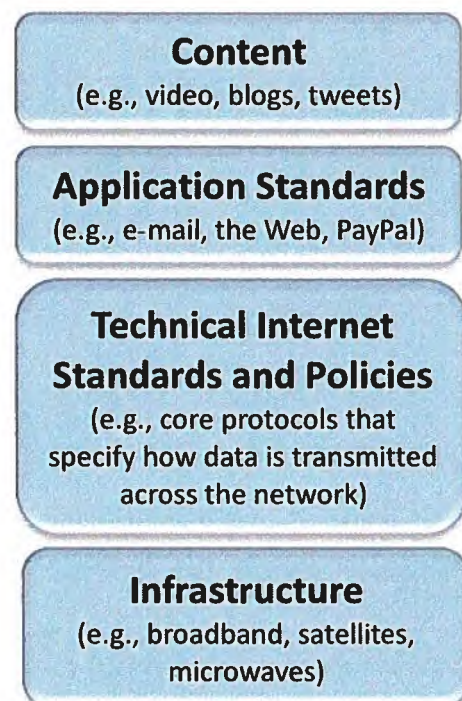 Content
(e.g., video, blogs, tweets)
Application Standards
(e.g., e-mail, the Web, PayPal)
Technical Internet
Standards and Policies
(e.g., core protocols that
specify how data is transmitted
across the network)
Infrastructure
(e.g., broadband, satellites,
microwaves)